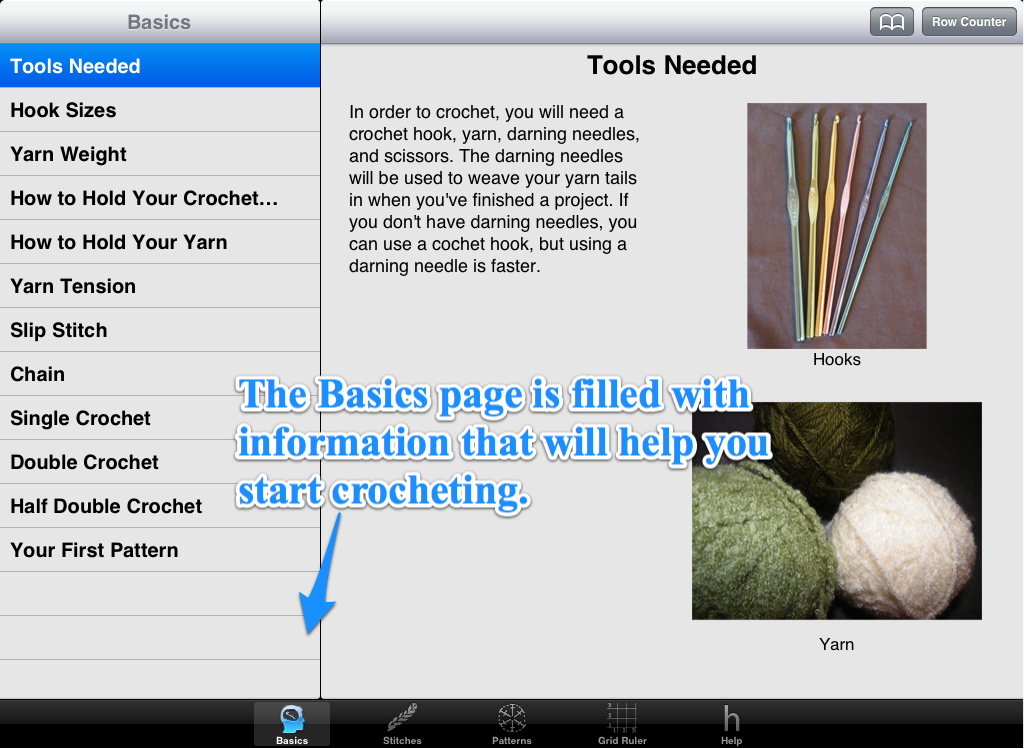 Basics
Row Counter
Tools Needed
Hook Sizes
Yarn Weight
How to Hold Your Crochet...
How to Hold Your Yarn
Yarn Tension
Slip Stitch
Chain
Single Crochet
Double Crochet
Half Double Crochet
Your First Pattern
Tools Needed
In order to crochet, you will need a
crochet hook, yarn, darning needles,
and scissors. The darning needles
will be used to weave your yarn tails
in when you've finished a project. If
you don't have darning needles, you
can use a cochet hook, but using a
darning needle is faster.
Hooks
Yarn
The Basics page is filled with
information that will help you
start crocheting.
Basics
Stitches
Patterns
Grid Ruler
h
Help